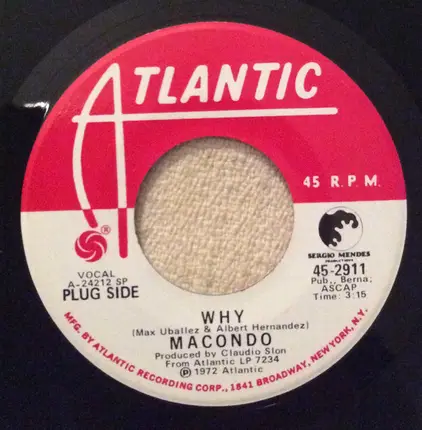 ATLANTIC
45 R.P.M.
®
SERGIO MENDES
PRODUCTIONS
VOCAL
A-24212 SP
PLUG SIDE
45-2911
Pub., Berna;
ASCAP
Time: 3:15
WHY
(Max Uballez & Albert Hernandez)
MACONDO
Produced by Claudio Slon
From Atlantic LP 7234
Ⓟ 1972 Atlantic
MFG. BY ATLANTIC RECORDING CORP., 1841 BROADWAY, NEW YORK, N.Y.